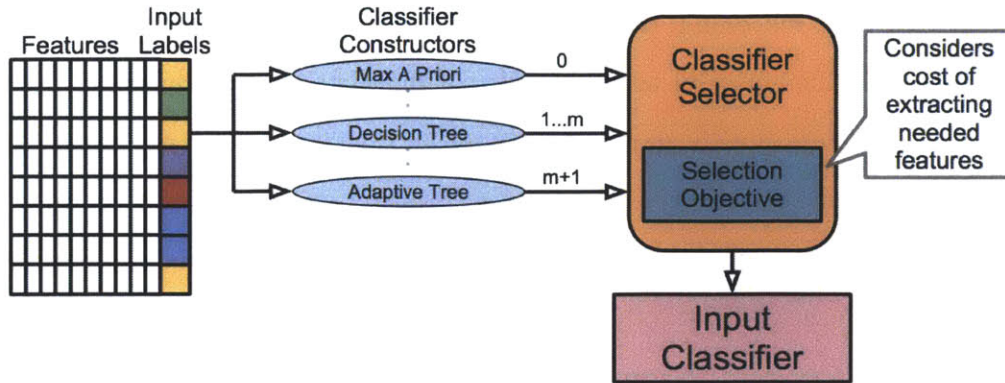 Features
Input
Labels
Classifier
Constructors
Max A Priori
0
Decision Tree
1...m
Adaptive Tree
m+1
Classifier
Selector
Selection
Objective
Considers
cost of
extracting
needed
features
Input
Classifier